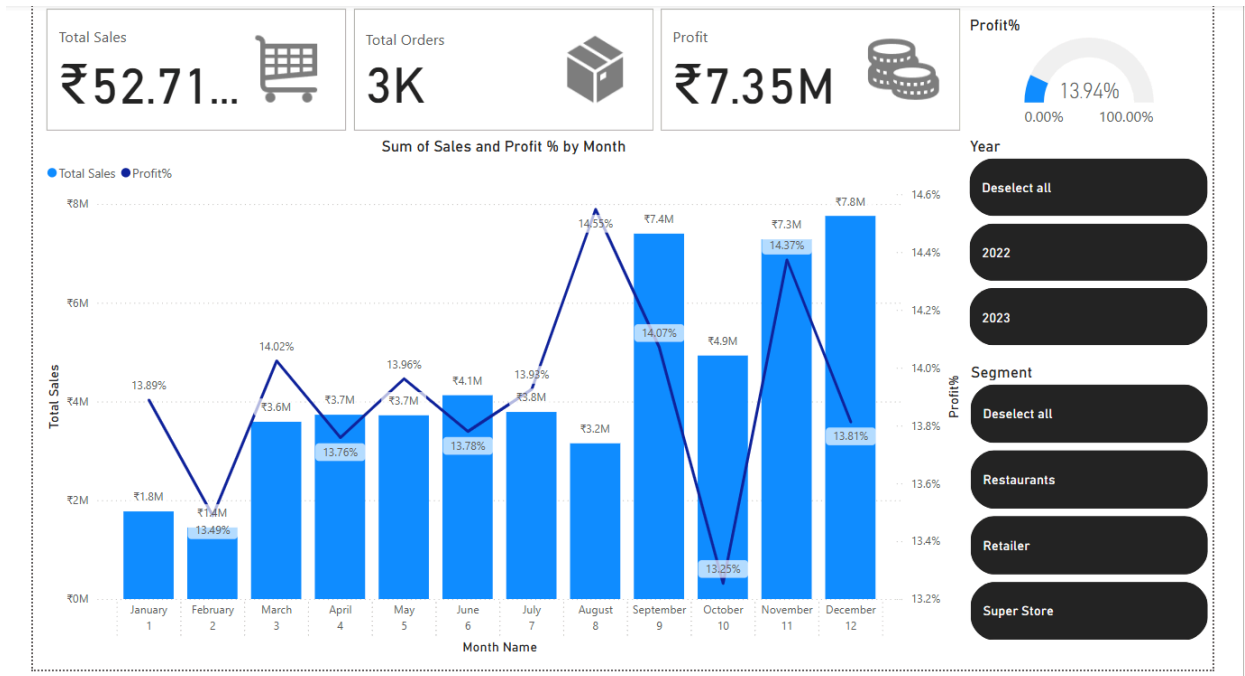 Total Sales
₹52.71...
Total Orders
3K
Profit
₹7.35M
Profit%
13.94%
0.00% 100.00%
Sum of Sales and Profit % by Month
Total Sales Profit%
Total Sales
₹8M
₹6M
₹4M
₹2M
₹0M
₹1.8M
₹1.4M
₹3.6M
₹3.7M
₹3.7M
₹4.1M
₹3.8M
₹3.2M
₹7.4M
₹4.9M
₹7.3M
₹7.8M
13.89%
13.49%
14.02%
13.76%
13.96%
13.78%
13.93%
14.55%
14.07%
13.25%
14.37%
13.81%
14.6%
14.4%
14.2%
14.0%
13.8%
13.6%
13.4%
13.2%
Profit%
January February March April May June July August September October November December
1 2 3 4 5 6 7 8 9 10 11 12
Month Name
Year
Deselect all
2022
2023
Segment
Deselect all
Restaurants
Retailer
Super Store